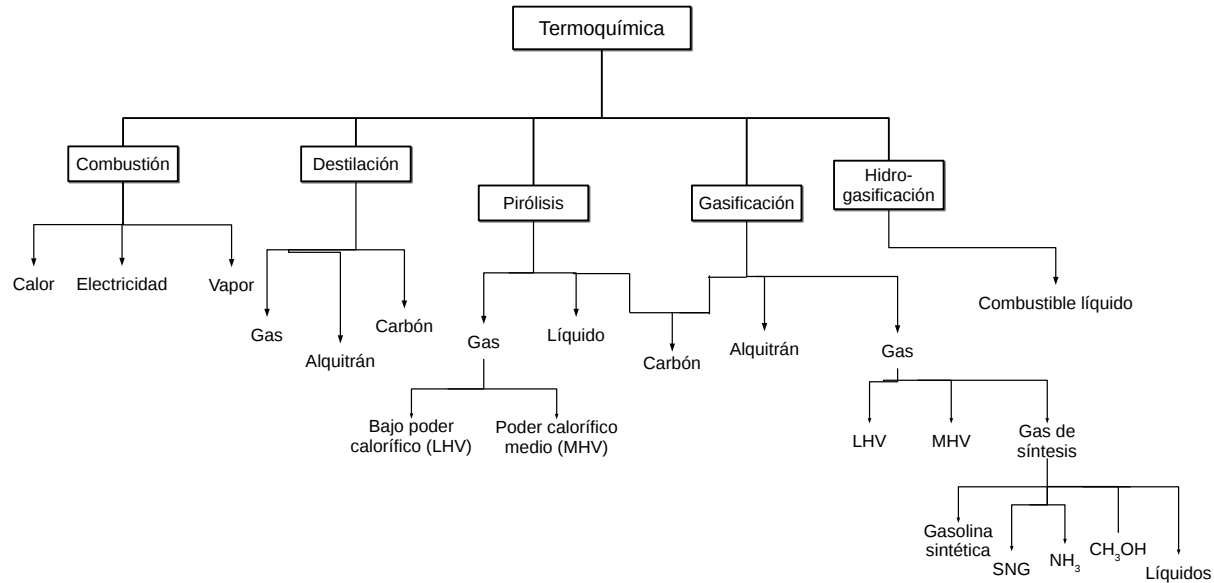 Termoquímica
Combustión
Destilación
Pirólisis
Gasificación
Hidro-
gasificación
Calor
Electricidad
Vapor
Gas
Alquitrán
Carbón
Gas
Líquido
Carbón
Alquitrán
Gas
Combustible líquido
Bajo poder
calorífico (LHV)
Poder calorífico
medio (MHV)
LHV
MHV
Gas de
síntesis
Gasolina
sintética
SNG
NH₃
CH₃OH
Líquidos